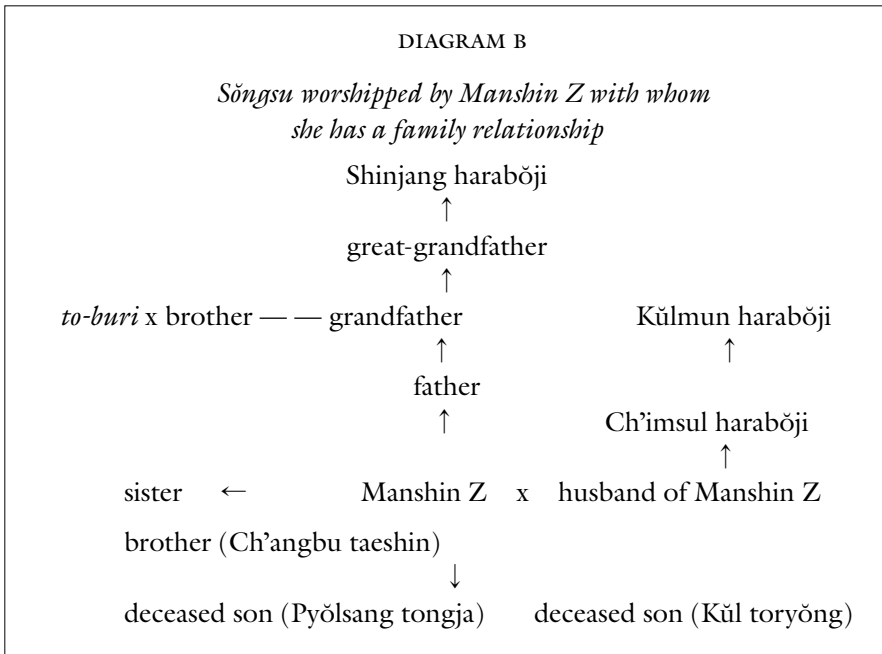 DIAGRAM B
Sŏngsu worshipped by Manshin Z with whom
she has a family relationship
Shinjang harabŏji
↑
great-grandfather
↑
to-buri x brother — — grandfather Kŭlmun harabŏji
↑ ↑
father
↑ Ch’imsul harabŏji
↑
sister ← Manshin Z x husband of Manshin Z
brother (Ch’angbu taeshin)
↓
deceased son (Pyŏlsang tongja) deceased son (Kŭl toryŏng)